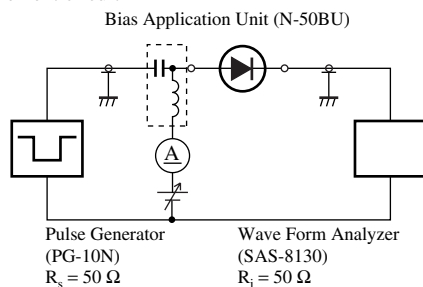 Bias Application Unit (N-50BU)
A
Pulse Generator
(PG-10N)
Rs = 50 Ω
Wave Form Analyzer
(SAS-8130)
Ri = 50 Ω